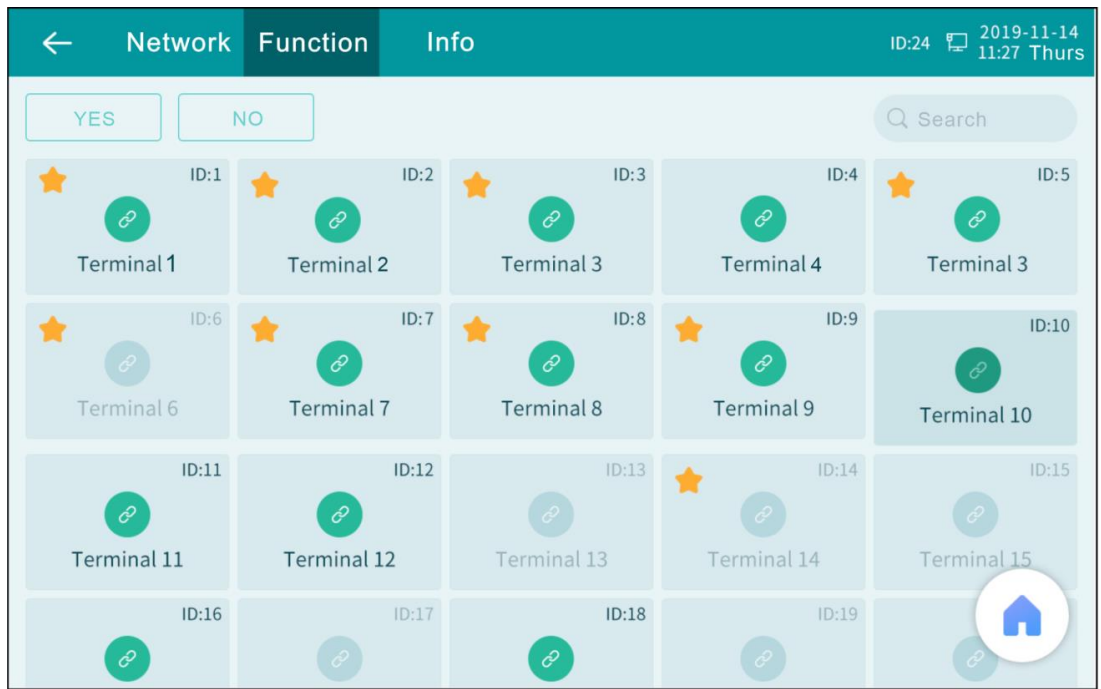 Network Function Info ID:24 2019-11-14
11:27 Thurs
YES NO Search
ID:1 ID:2 ID:3 ID:4 ID:5
Terminal 1 Terminal 2 Terminal 3 Terminal 4 Terminal 3
ID:6 ID:7 ID:8 ID:9 ID:10
Terminal 6 Terminal 7 Terminal 8 Terminal 9 Terminal 10
ID:11 ID:12 ID:13 ID:14 ID:15
Terminal 11 Terminal 12 Terminal 13 Terminal 14 Terminal 15
ID:16 ID:17 ID:18 ID:19